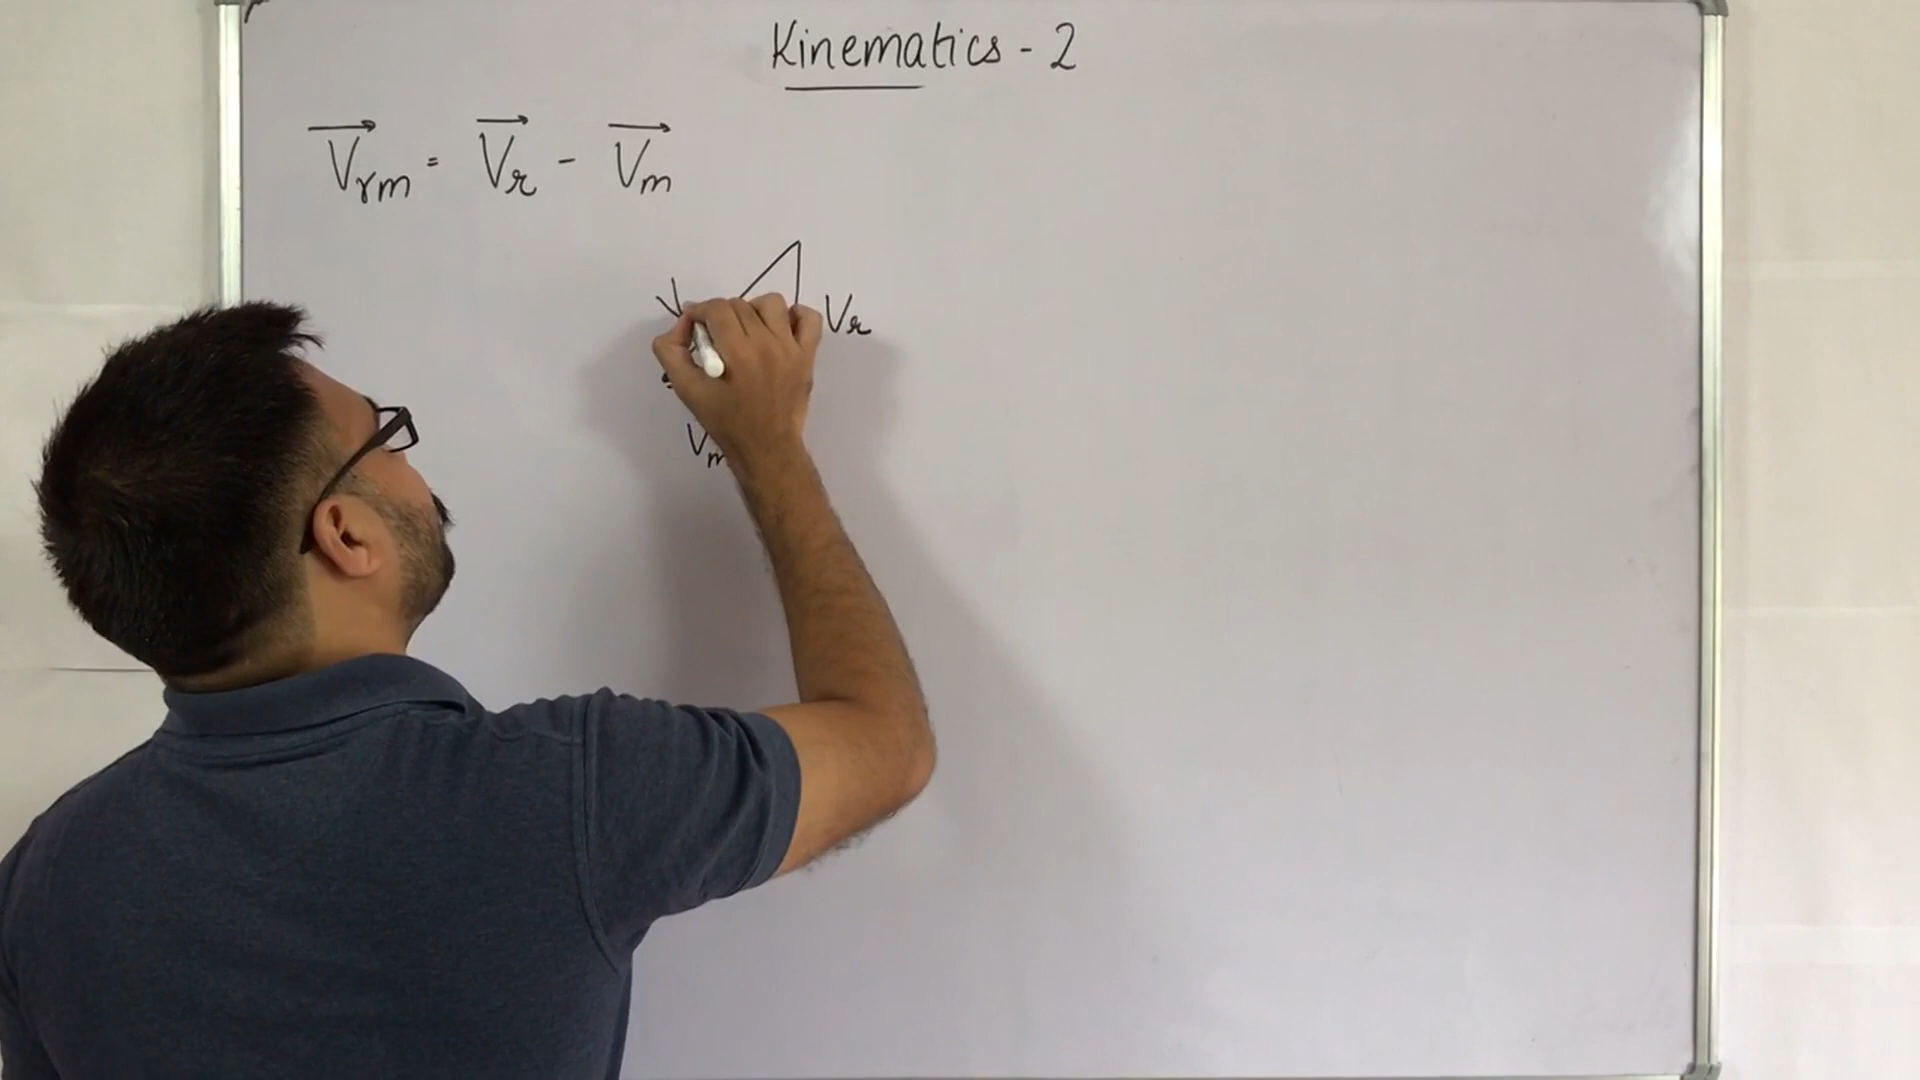 Kinematics - 2
Vrm = Vr - Vm
V
Vr
Vm